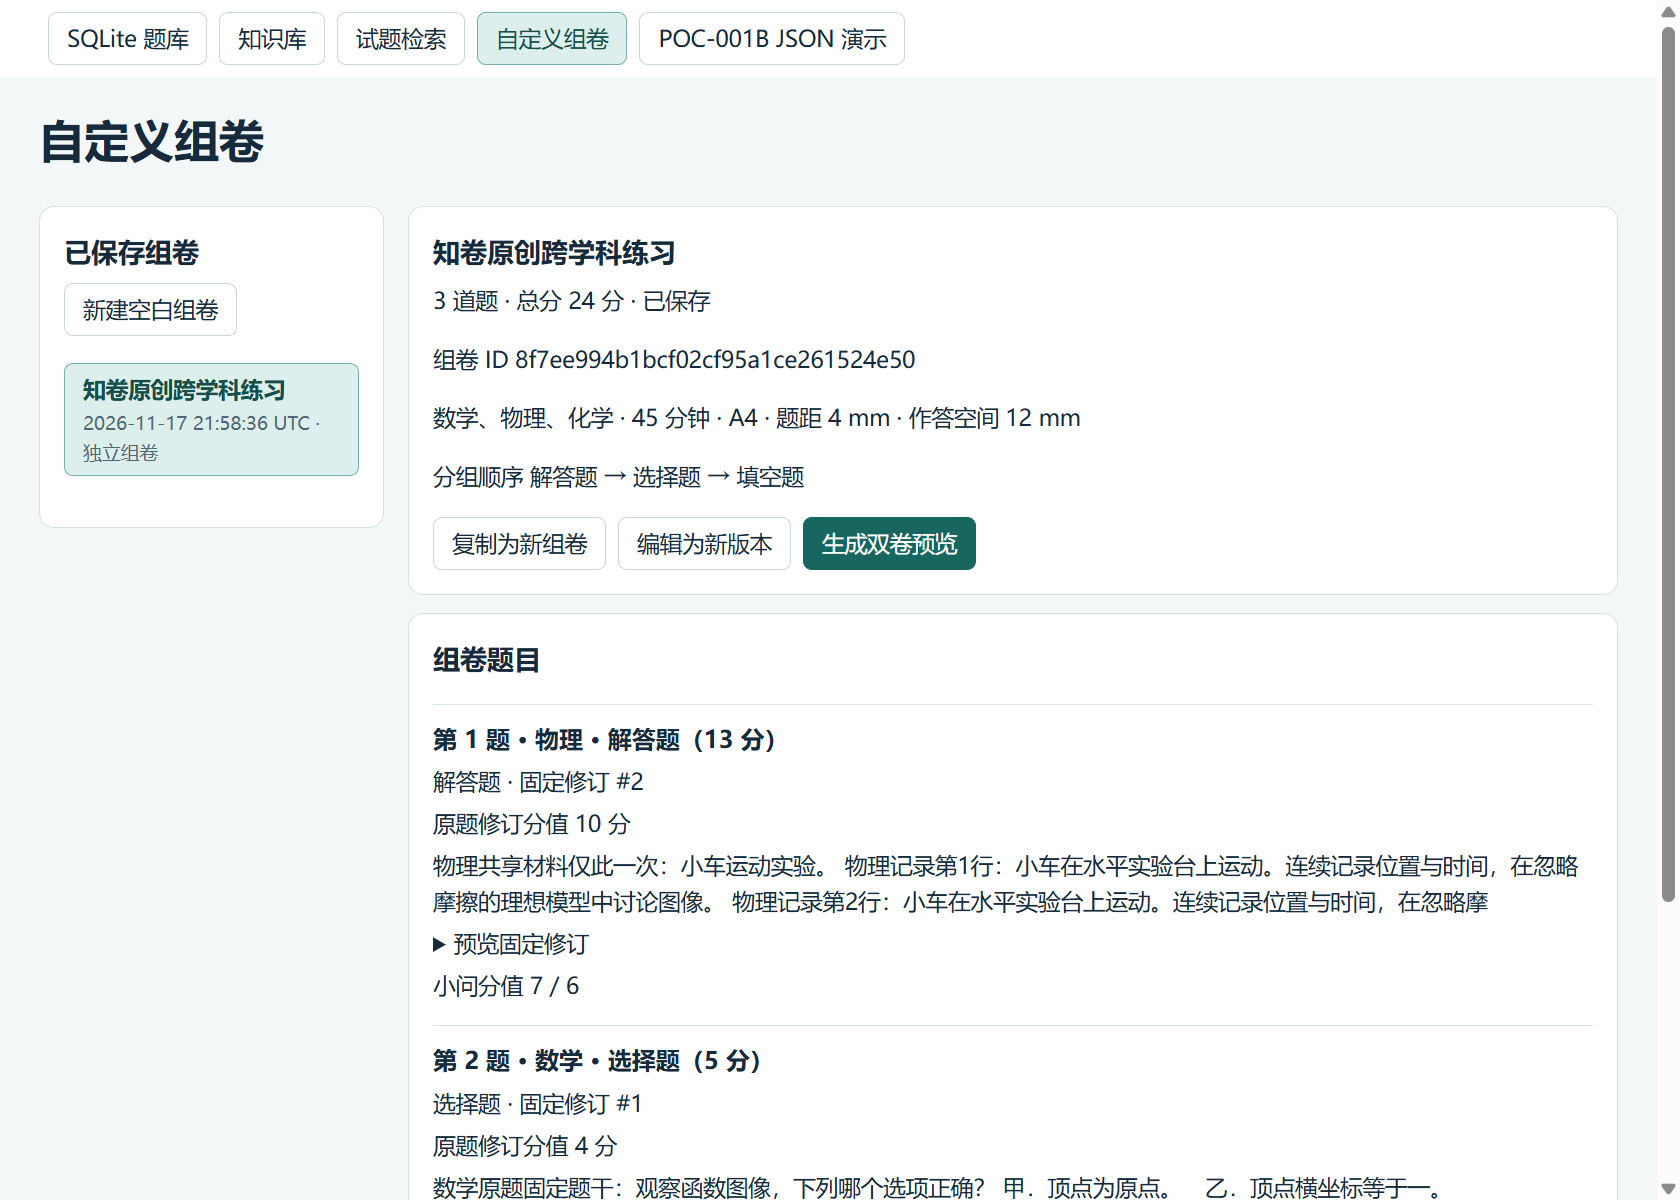 SQLite 题库
知识库
试题检索
自定义组卷
POC-001B JSON 演示
自定义组卷
已保存组卷
新建空白组卷
知卷原创跨学科练习
2026-11-17 21:58:36 UTC ·
独立组卷
知卷原创跨学科练习
3 道题 · 总分 24 分 · 已保存
组卷 ID 8f7ee994b1bcf02cf95a1ce261524e50
数学、物理、化学 · 45 分钟 · A4 · 题距 4 mm · 作答空间 12 mm
分组顺序 解答题 → 选择题 → 填空题
复制为新组卷
编辑为新版本
生成双卷预览
组卷题目
第 1 题 • 物理 • 解答题（13 分）
解答题 · 固定修订 #2
原题修订分值 10 分
物理共享材料仅此一次：小车运动实验。 物理记录第1行：小车在水平实验台上运动。连续记录位置与时间，在忽略
摩擦的理想模型中讨论图像。 物理记录第2行：小车在水平实验台上运动。连续记录位置与时间，在忽略摩
▶ 预览固定修订
小问分值 7 / 6
第 2 题 • 数学 • 选择题（5 分）
选择题 · 固定修订 #1
原题修订分值 4 分
数学原题固定题干：观察函数图像，下列哪个选项正确？ 甲．顶点为原点。 乙．顶点横坐标等于一。